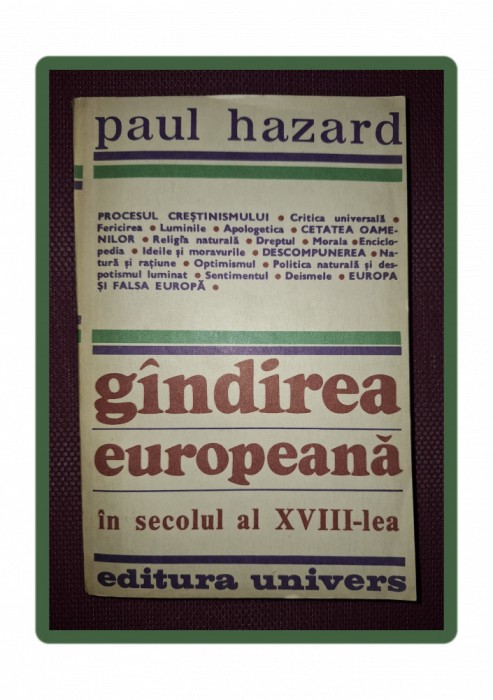 paul hazard
PROCESUL CREȘTINISMULUI • Critica universală •
Fericirea • Luminile • Apologetica • CETATEA OAME-
NILOR • Religia naturală • Dreptul • Morala • Enciclo-
pedia • Ideile și moravurile • DESCOMPUNEREA • Na-
tură și rațiune • Optimismul • Politica naturală și des-
potismul luminat • Sentimentul • Deismele • EUROPA
ȘI FALSA EUROPĂ •
gîndirea
europeană
în secolul al XVIII-lea
editura univers